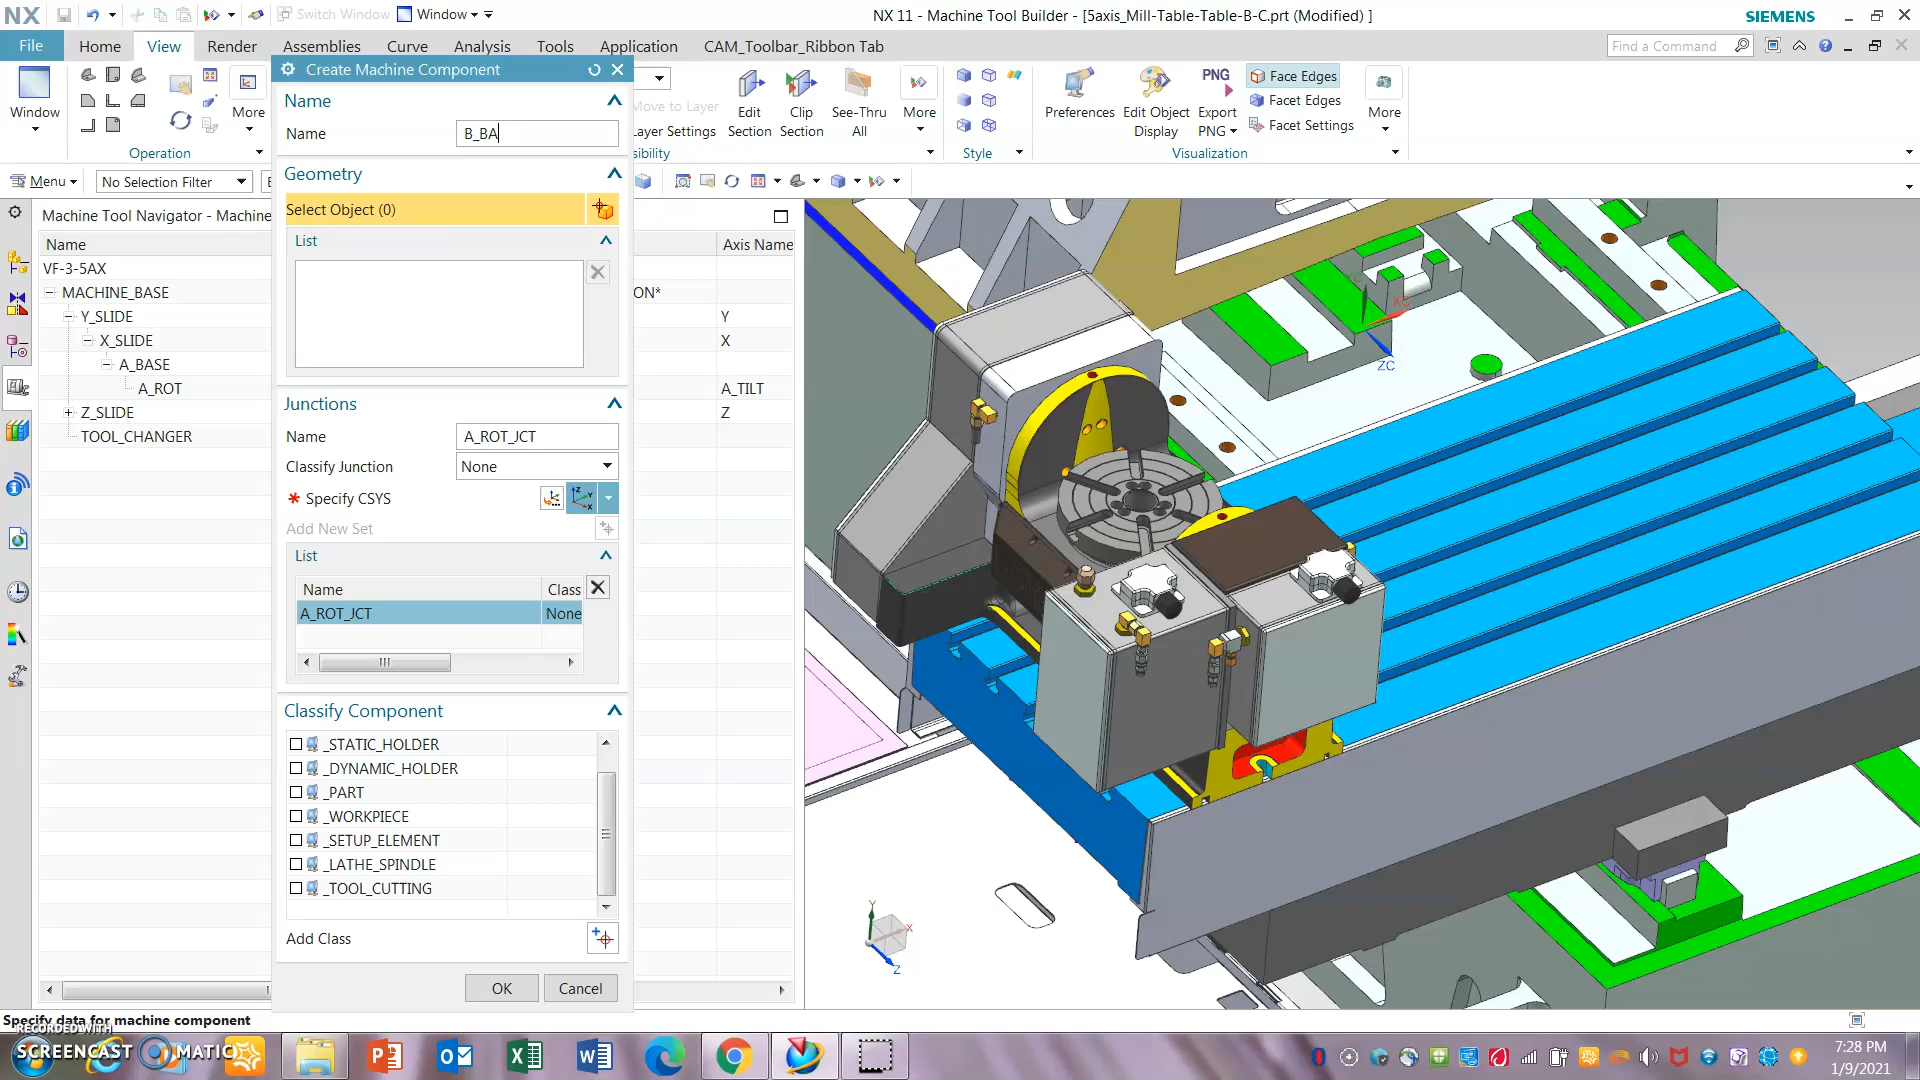 NX
Switch Window
Window
NX 11 - Machine Tool Builder - [5axis_Mill-Table-Table-B-C.prt (Modified) ]
SIEMENS
File
Home
View
Render
Assemblies
Curve
Analysis
Tools
Application
CAM_Toolbar_Ribbon Tab
Find a Command
Window
More
Operation
Move to Layer
Layer Settings
Edit Section
Clip Section
See-Thru All
More
sibility
Style
Preferences
Edit Object Display
PNG
Export PNG
Face Edges
Facet Edges
Facet Settings
More
Visualization
Menu
No Selection Filter
Machine Tool Navigator - Machine
Name
Axis Name
VF-3-5AX
MACHINE_BASE
ON*
Y_SLIDE
Y
X_SLIDE
X
A_BASE
A_ROT
A_TILT
Z_SLIDE
Z
TOOL_CHANGER
Create Machine Component
Name
Name
B_BA
Geometry
Select Object (0)
List
Junctions
Name
A_ROT_JCT
Classify Junction
None
* Specify CSYS
Add New Set
List
Name
Class
A_ROT_JCT
None
Classify Component
_STATIC_HOLDER
_DYNAMIC_HOLDER
_PART
_WORKPIECE
_SETUP_ELEMENT
_LATHE_SPINDLE
_TOOL_CUTTING
Add Class
OK
Cancel
XC
ZC
Y
X
Z
Specify data for machine component
RECORDED WITH
SCREENCAST MATIC
7:28 PM
1/9/2021